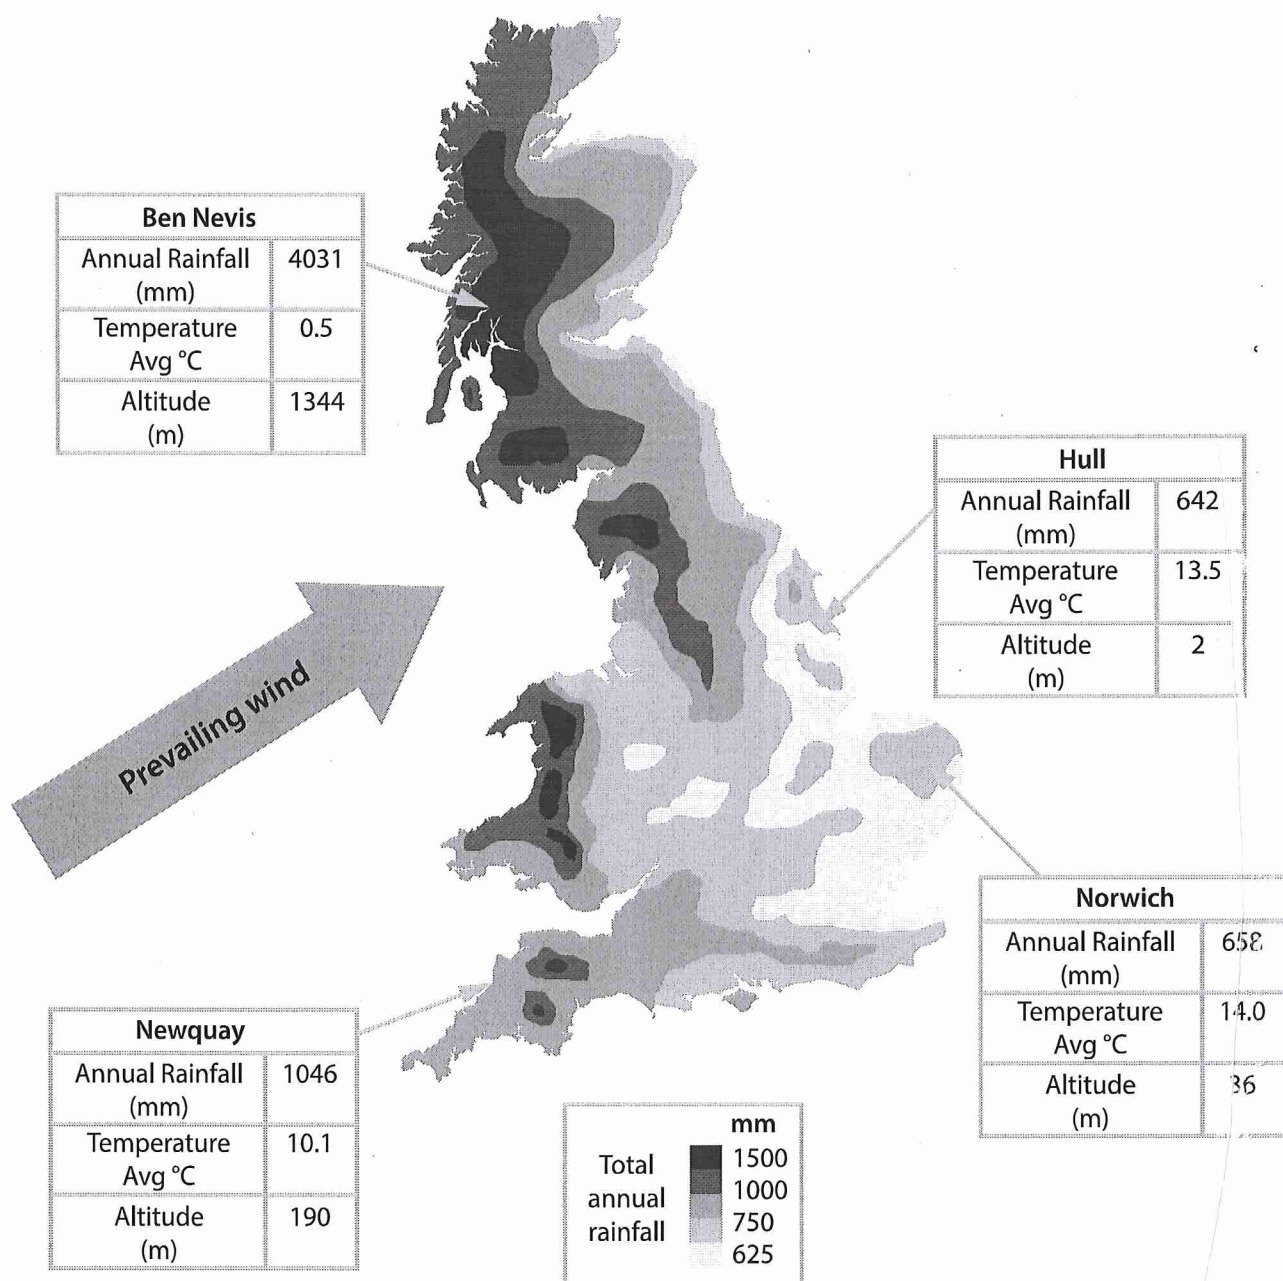 Ben Nevis
Annual Rainfall (mm) 4031
Temperature Avg °C 0.5
Altitude (m) 1344
Hull
Annual Rainfall (mm) 642
Temperature Avg °C 13.5
Altitude (m) 2
Prevailing wind
Norwich
Annual Rainfall (mm) 658
Temperature Avg °C 14.0
Altitude (m) 36
Newquay
Annual Rainfall (mm) 1046
Temperature Avg °C 10.1
Altitude (m) 190
Total annual rainfall
mm
1500
1000
750
625